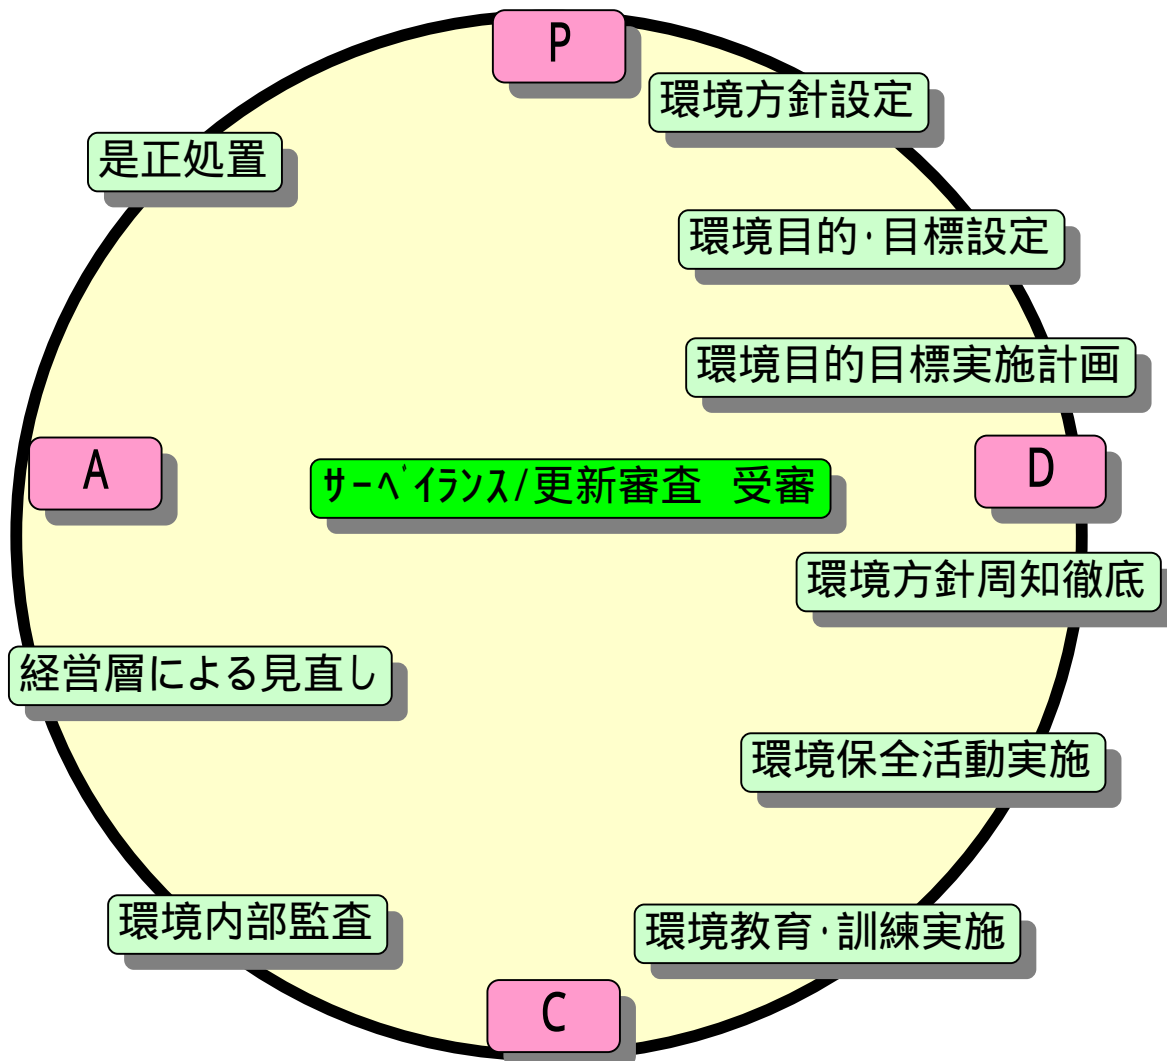 P
環境方針設定
是正処置
環境目的･目標設定
環境目的目標実施計画
A
D
ｻｰﾍﾞｲﾗﾝｽ/更新審査　受審
環境方針周知徹底
経営層による見直し
環境保全活動実施
環境内部監査
環境教育･訓練実施
C